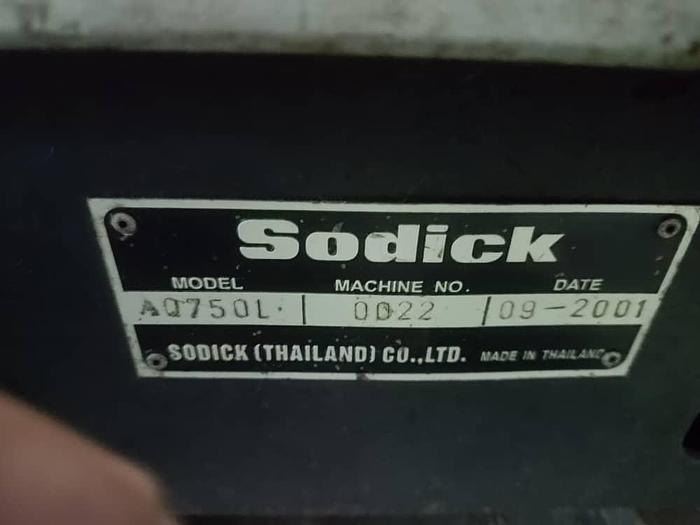 Sodick
MODEL MACHINE NO. DATE
AQ750L 0022 09-2001
SODICK (THAILAND) CO.,LTD. MADE IN THAILAND